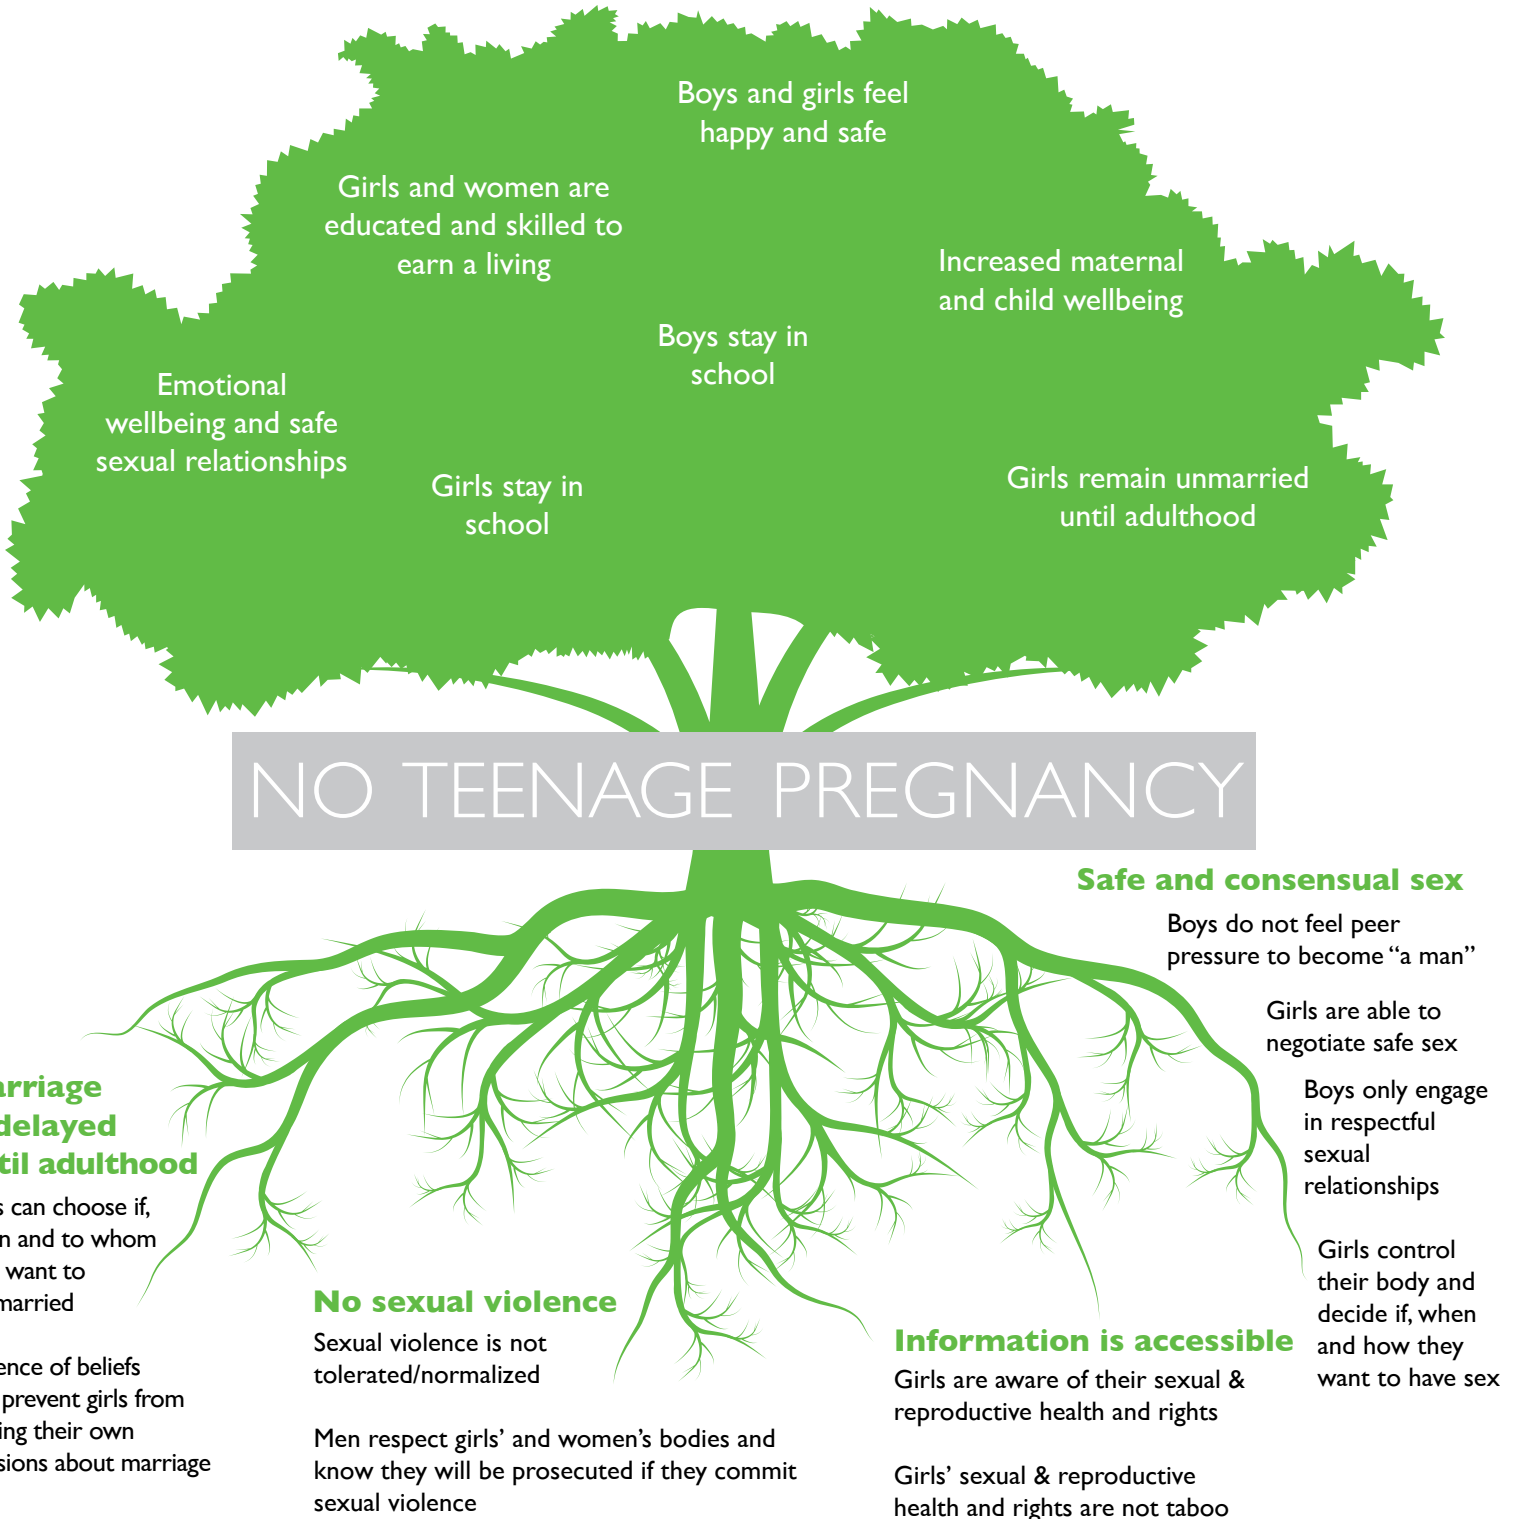 Boys and girls feel
happy and safe
Girls and women are
educated and skilled to
earn a living
Increased maternal
and child wellbeing
Boys stay in
school
Emotional
wellbeing and safe
sexual relationships
Girls stay in
school
Girls remain unmarried
until adulthood
NO TEENAGE PREGNANCY
Safe and consensual sex
Boys do not feel peer
pressure to become “a man”
Girls are able to
negotiate safe sex
Boys only engage
in respectful
sexual
relationships
Girls control
their body and
decide if, when
and how they
want to have sex
arriage
delayed
til adulthood
s can choose if,
n and to whom
want to
married
ence of beliefs
prevent girls from
ing their own
sions about marriage
No sexual violence
Sexual violence is not
tolerated/normalized
Men respect girls’ and women’s bodies and
know they will be prosecuted if they commit
sexual violence
Information is accessible
Girls are aware of their sexual &
reproductive health and rights
Girls’ sexual & reproductive
health and rights are not taboo